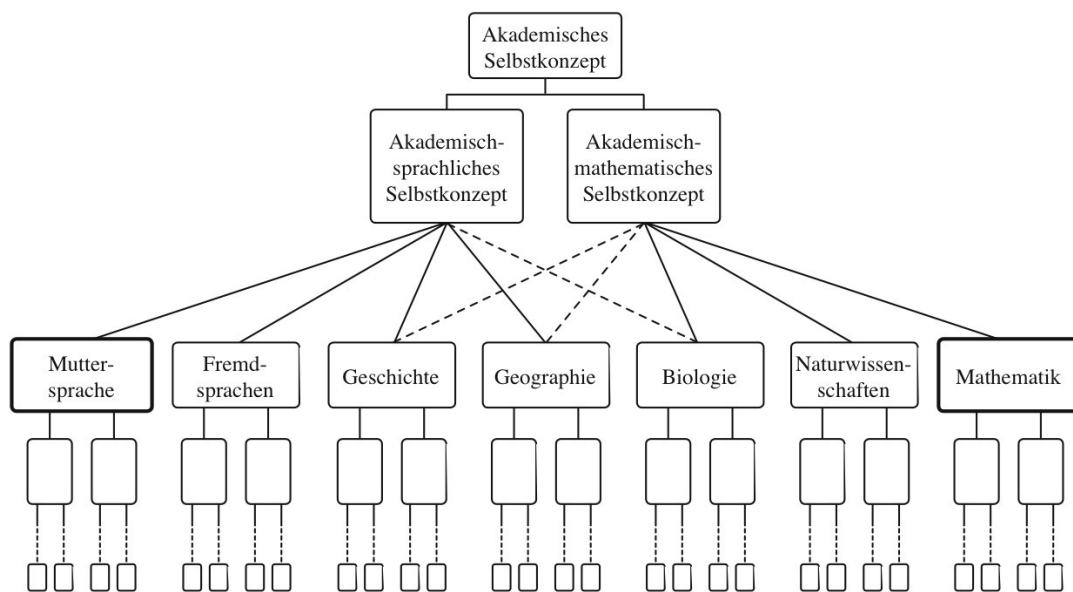 Akademisches
Selbstkonzept
Akademisch-
sprachliches
Selbstkonzept
Akademisch-
mathematisches
Selbstkonzept
Mutter-
sprache
Fremd-
sprachen
Geschichte
Geographie
Biologie
Naturwissen-
schaften
Mathematik